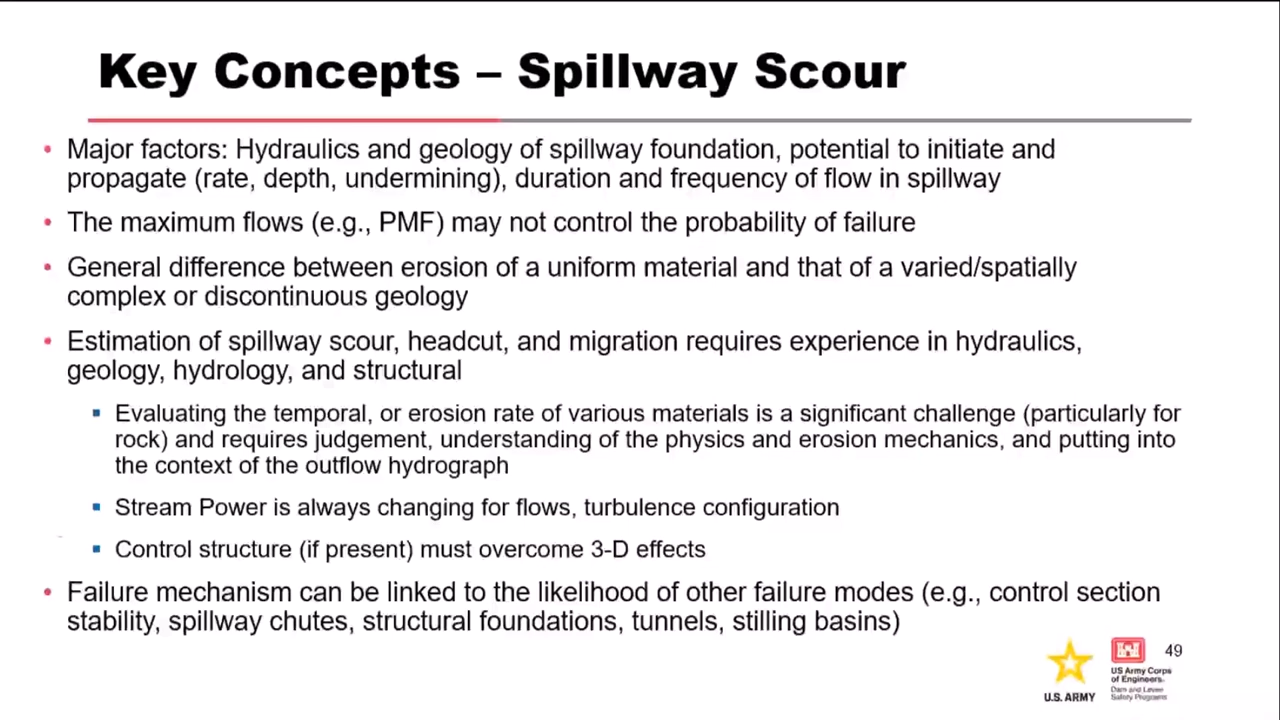 Key Concepts – Spillway Scour
• Major factors: Hydraulics and geology of spillway foundation, potential to initiate and
propagate (rate, depth, undermining), duration and frequency of flow in spillway
• The maximum flows (e.g., PMF) may not control the probability of failure
• General difference between erosion of a uniform material and that of a varied/spatially
complex or discontinuous geology
• Estimation of spillway scour, headcut, and migration requires experience in hydraulics,
geology, hydrology, and structural
▪ Evaluating the temporal, or erosion rate of various materials is a significant challenge (particularly for
rock) and requires judgement, understanding of the physics and erosion mechanics, and putting into
the context of the outflow hydrograph
▪ Stream Power is always changing for flows, turbulence configuration
▪ Control structure (if present) must overcome 3-D effects
• Failure mechanism can be linked to the likelihood of other failure modes (e.g., control section
stability, spillway chutes, structural foundations, tunnels, stilling basins)
49
U.S. ARMY
US Army Corps
of Engineers.
Dam and Levee
Safety Programs